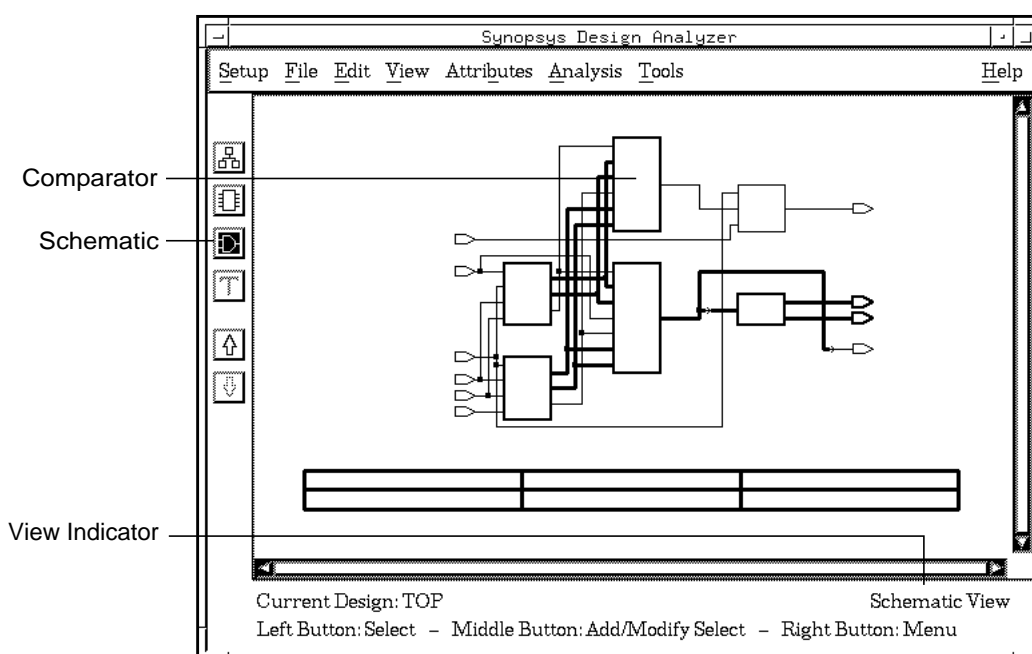 Synopsys Design Analyzer
Setup File Edit View Attributes Analysis Tools Help
Comparator
Schematic
View Indicator
Current Design: TOP Schematic View
Left Button: Select – Middle Button: Add/Modify Select – Right Button: Menu